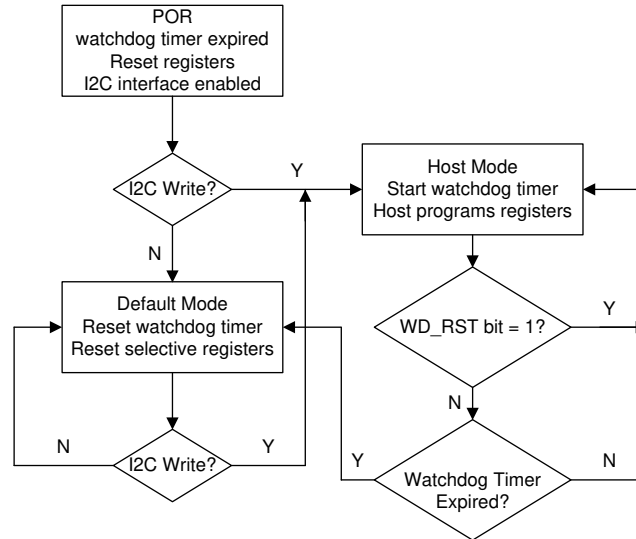 POR
watchdog timer expired
Reset registers
I2C interface enabled
I2C Write?
Y
N
Host Mode
Start watchdog timer
Host programs registers
Default Mode
Reset watchdog timer
Reset selective registers
WD_RST bit = 1?
Y
N
I2C Write?
N
Y
Watchdog Timer
Expired?
Y
N